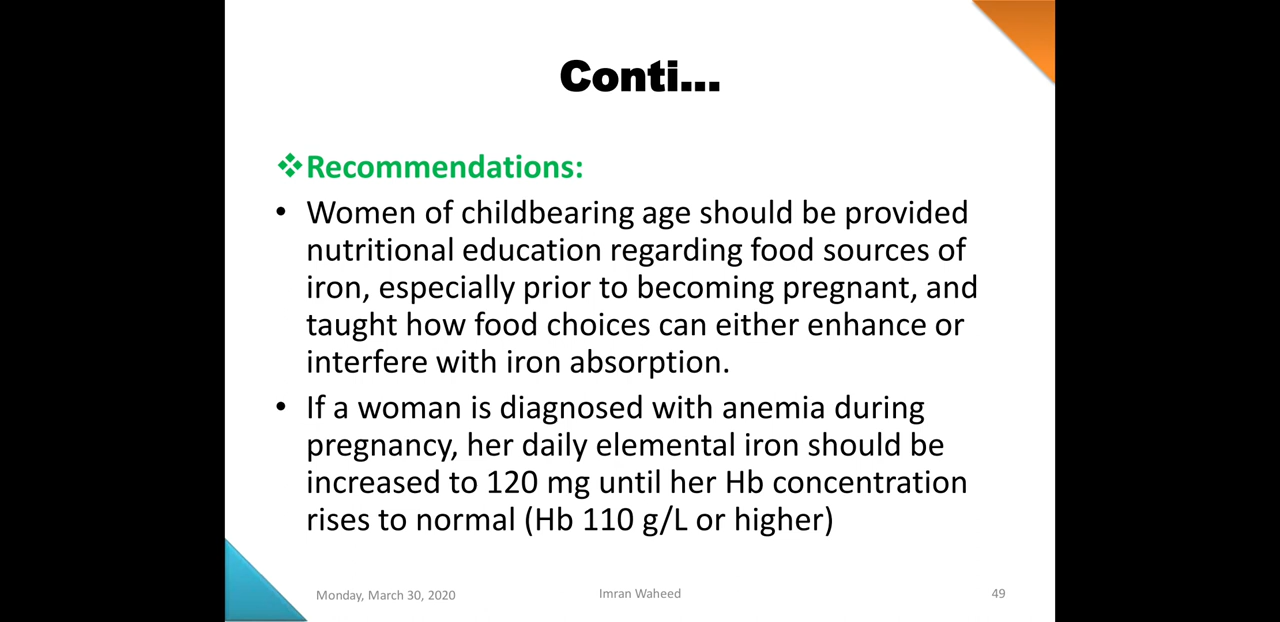 Conti...
❖Recommendations:
• Women of childbearing age should be provided
nutritional education regarding food sources of
iron, especially prior to becoming pregnant, and
taught how food choices can either enhance or
interfere with iron absorption.
• If a woman is diagnosed with anemia during
pregnancy, her daily elemental iron should be
increased to 120 mg until her Hb concentration
rises to normal (Hb 110 g/L or higher)
Monday, March 30, 2020
Imran Waheed
49